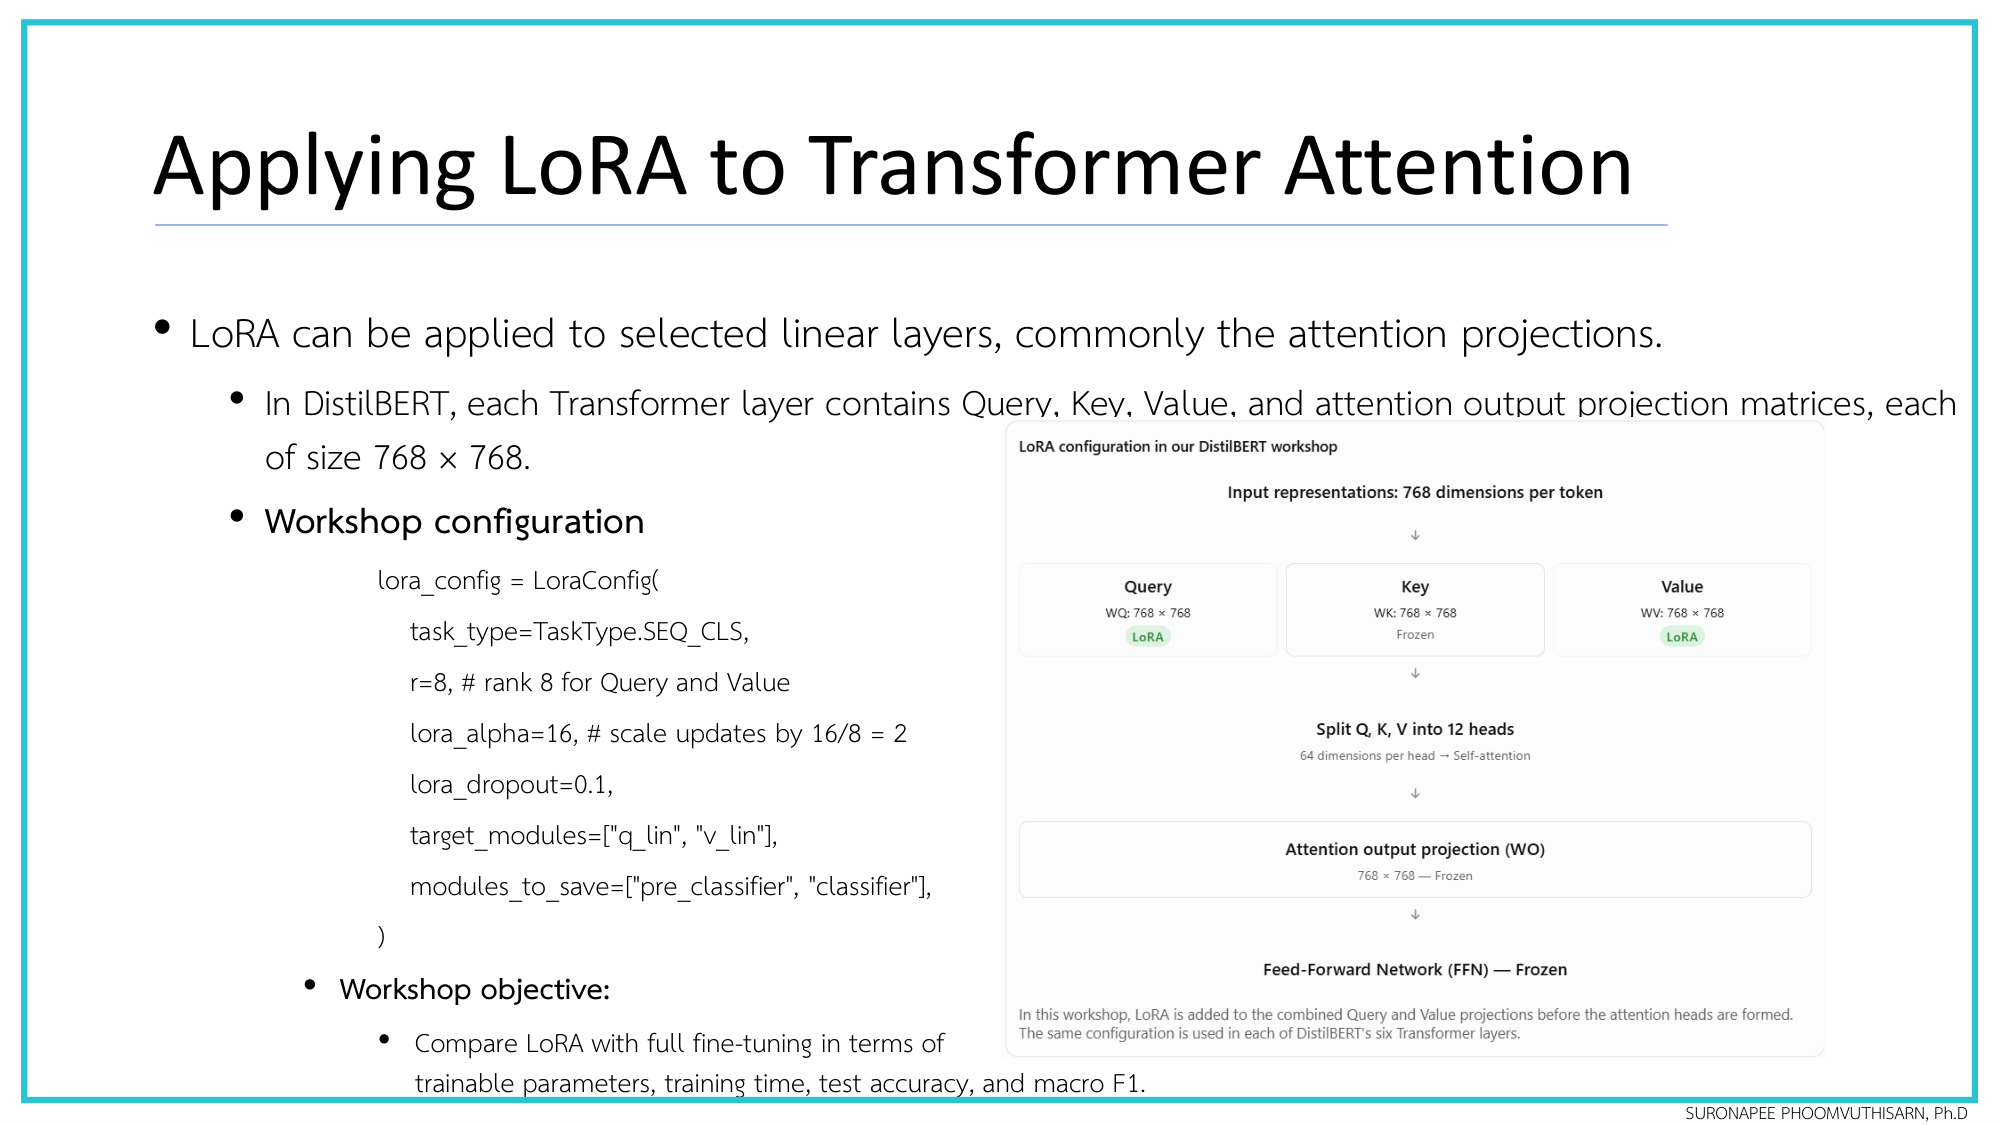 Applying LoRA to Transformer Attention
• LoRA can be applied to selected linear layers, commonly the attention projections.
• In DistilBERT, each Transformer layer contains Query, Key, Value, and attention output projection matrices, each
of size 768 × 768.
• Workshop configuration
lora_config = LoraConfig(
task_type=TaskType.SEQ_CLS,
r=8, # rank 8 for Query and Value
lora_alpha=16, # scale updates by 16/8 = 2
lora_dropout=0.1,
target_modules=["q_lin", "v_lin"],
modules_to_save=["pre_classifier", "classifier"],
)
• Workshop objective:
• Compare LoRA with full fine-tuning in terms of
trainable parameters, training time, test accuracy, and macro F1.
LoRA configuration in our DistilBERT workshop
Input representations: 768 dimensions per token
↓
Query
WQ: 768 × 768
LoRA
Key
WK: 768 × 768
Frozen
Value
WV: 768 × 768
LoRA
↓
Split Q, K, V into 12 heads
64 dimensions per head → Self-attention
↓
Attention output projection (WO)
768 × 768 — Frozen
↓
Feed-Forward Network (FFN) — Frozen
In this workshop, LoRA is added to the combined Query and Value projections before the attention heads are formed.
The same configuration is used in each of DistilBERT's six Transformer layers.
SURONAPEE PHOOMVUTHISARN, Ph.D